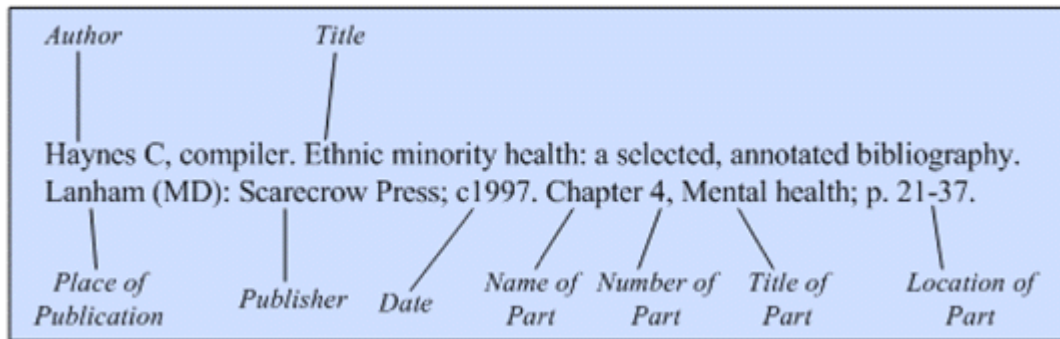 Author Title
Haynes C, compiler. Ethnic minority health: a selected, annotated bibliography.
Lanham (MD): Scarecrow Press; c1997. Chapter 4, Mental health; p. 21-37.
Place of Publication
Publisher
Date
Name of Part
Number of Part
Title of Part
Location of Part